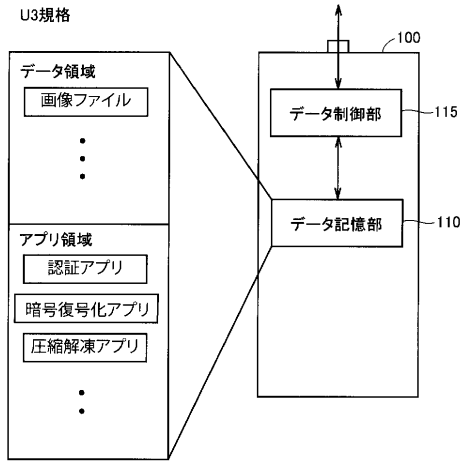 U3規格
データ領域
画像ファイル
アプリ領域
認証アプリ
暗号復号化アプリ
圧縮解凍アプリ
100
データ制御部
115
データ記憶部
110